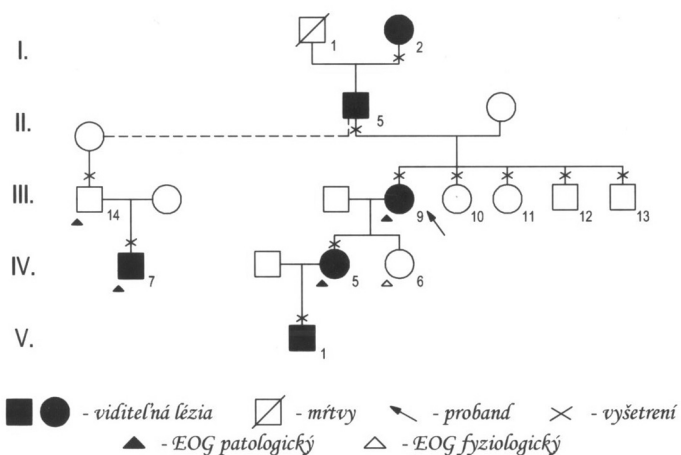 I.
1
2
II.
5
III.
14
9
10
11
12
13
IV.
7
5
6
V.
1
- viditeľná lézia
- mŕtvy
- proband
- vyšetrení
- EOG patologický
- EOG fyziologický